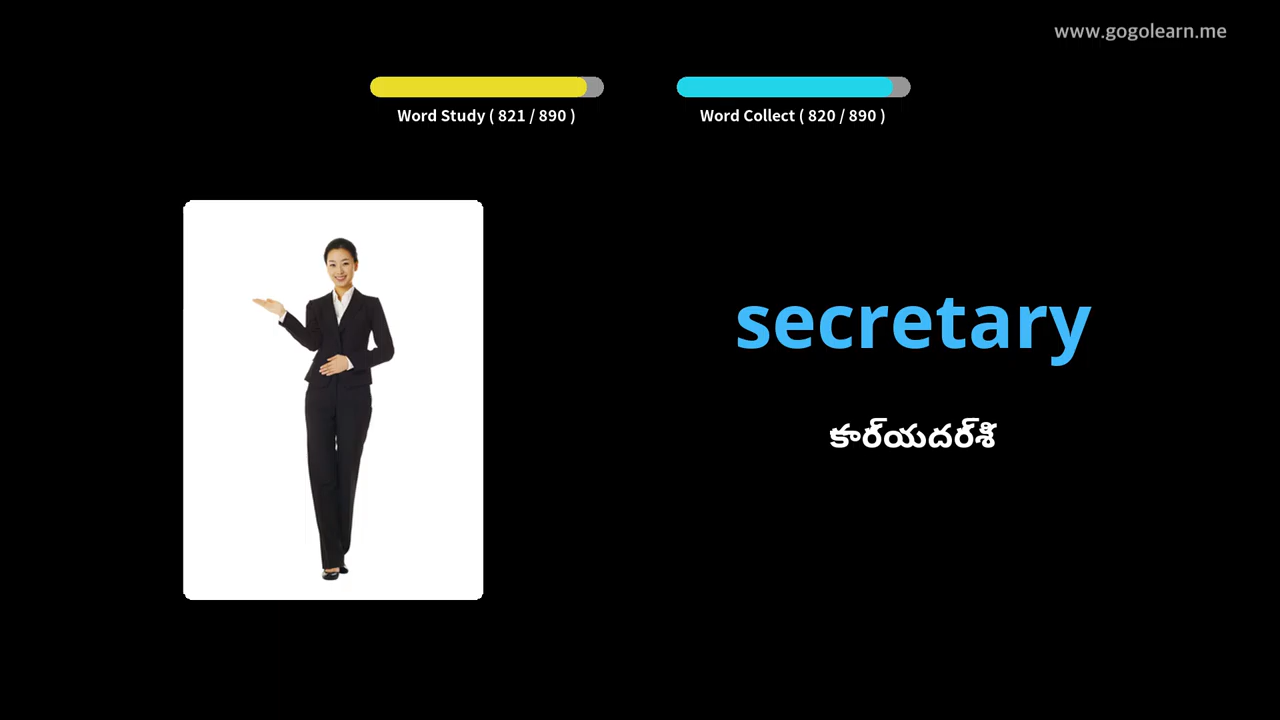 www.gogolearn.me
Word Study ( 821 / 890 )
Word Collect ( 820 / 890 )
secretary
కార్యదర్శి